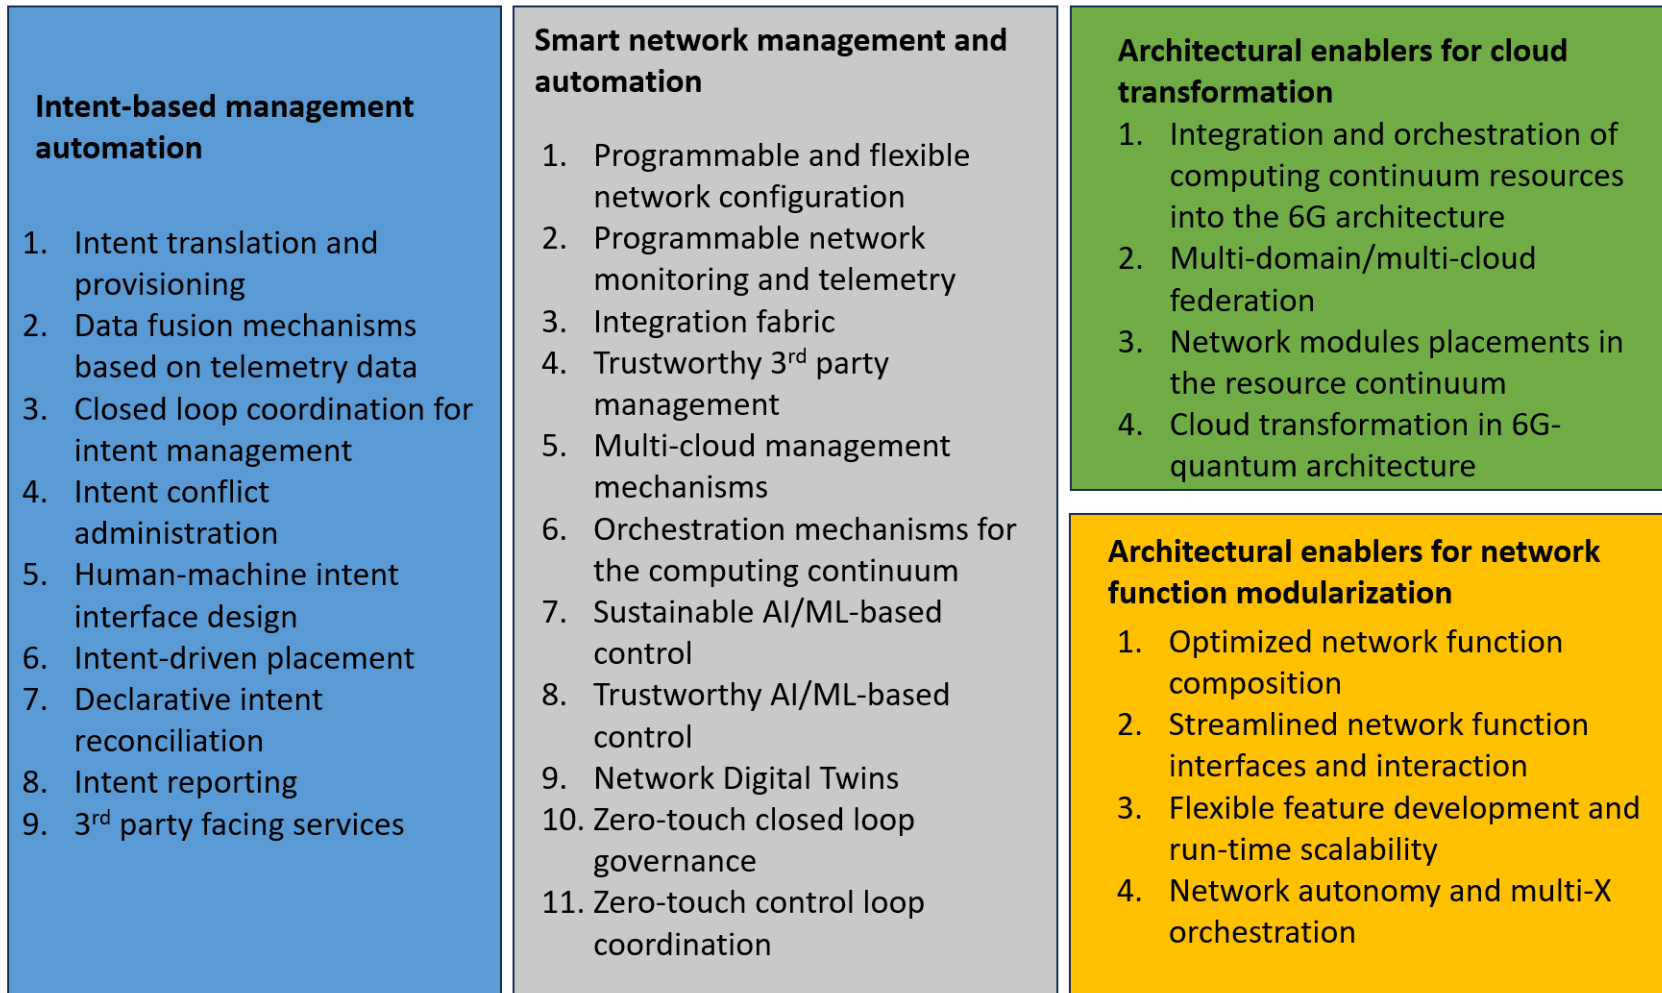 Intent-based management
automation
1. Intent translation and
provisioning
2. Data fusion mechanisms
based on telemetry data
3. Closed loop coordination for
intent management
4. Intent conflict
administration
5. Human-machine intent
interface design
6. Intent-driven placement
7. Declarative intent
reconciliation
8. Intent reporting
9. 3rd party facing services
Smart network management and
automation
1. Programmable and flexible
network configuration
2. Programmable network
monitoring and telemetry
3. Integration fabric
4. Trustworthy 3rd party
management
5. Multi-cloud management
mechanisms
6. Orchestration mechanisms for
the computing continuum
7. Sustainable AI/ML-based
control
8. Trustworthy AI/ML-based
control
9. Network Digital Twins
10. Zero-touch closed loop
governance
11. Zero-touch control loop
coordination
Architectural enablers for cloud
transformation
1. Integration and orchestration of
computing continuum resources
into the 6G architecture
2. Multi-domain/multi-cloud
federation
3. Network modules placements in
the resource continuum
4. Cloud transformation in 6G-
quantum architecture
Architectural enablers for network
function modularization
1. Optimized network function
composition
2. Streamlined network function
interfaces and interaction
3. Flexible feature development and
run-time scalability
4. Network autonomy and multi-X
orchestration